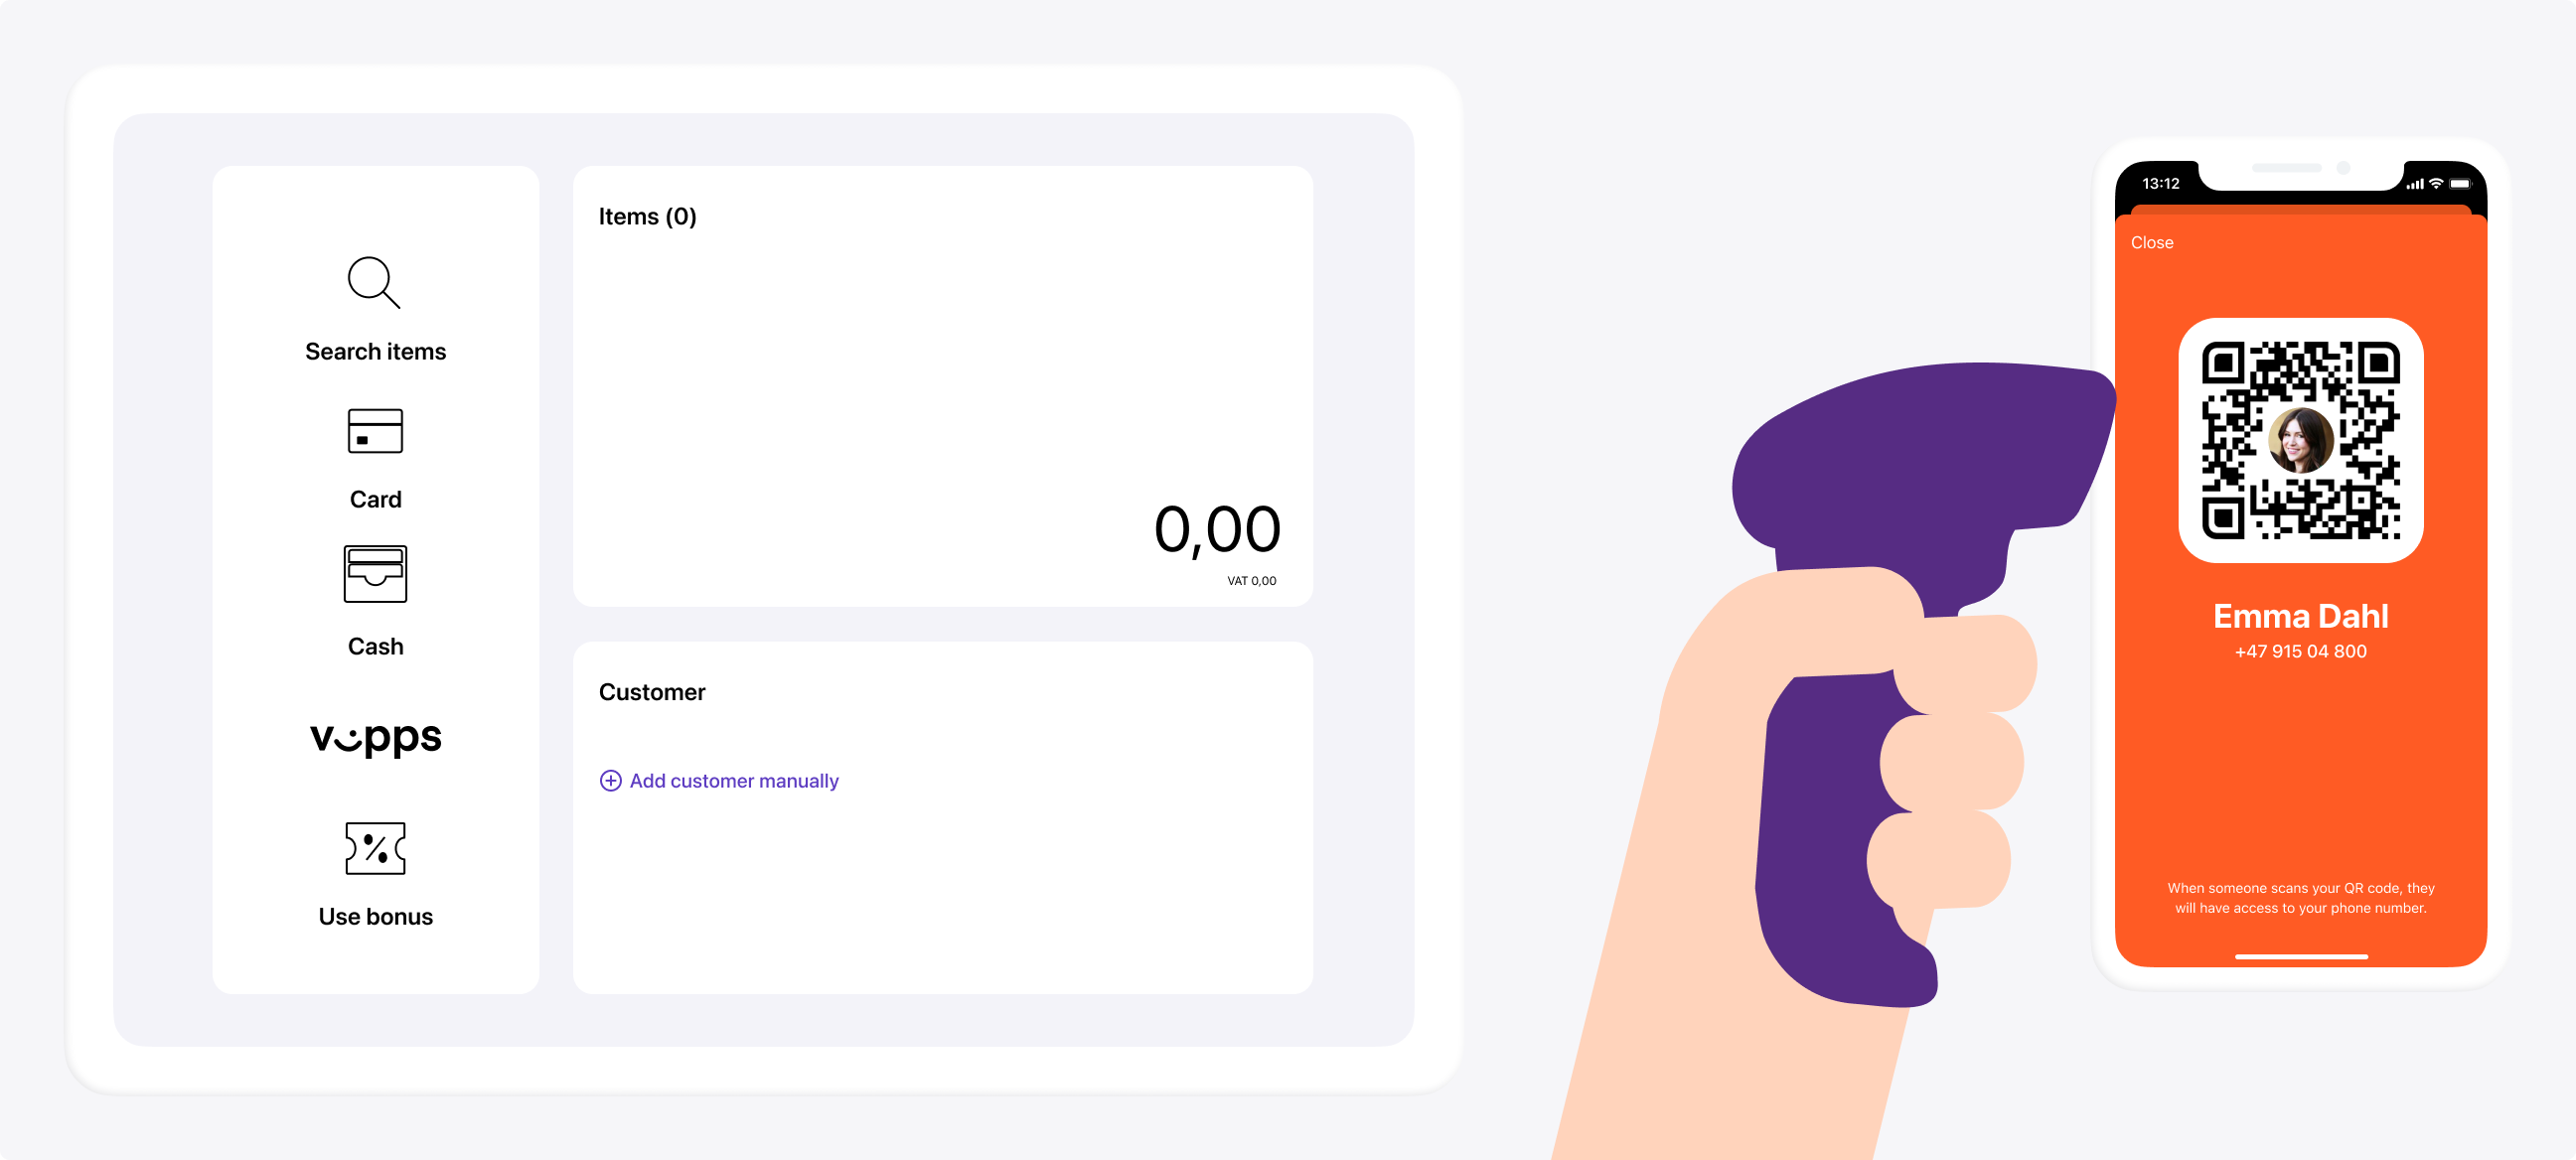 Search items
Card
Cash
vipps
Use bonus
Items (0)
0,00
VAT 0,00
Customer
Add customer manually
13:12
Close
Emma Dahl
+47 915 04 800
When someone scans your QR code, they
will have access to your phone number.